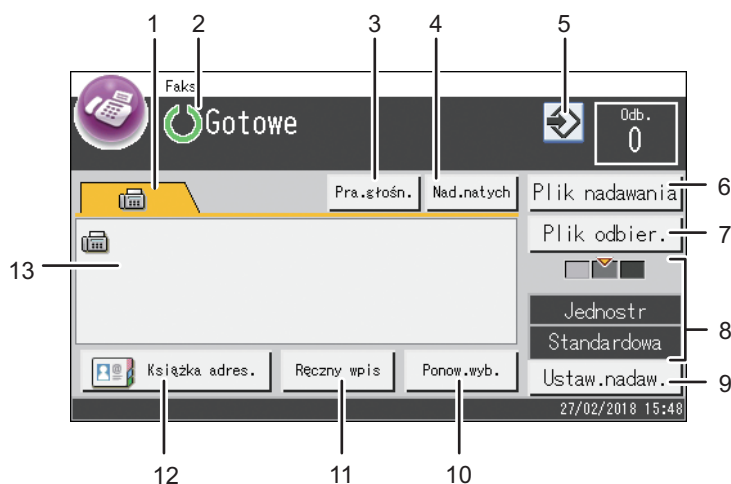 1 2 3 4 5
Faks
Gotowe
Odb.
0
Pra.głośn. Nad.natych Plik nadawania 6
Plik odbier. 7
13
Jednostr
8
Standardowa
Książka adres. Ręczny wpis Ponow.wyb. Ustaw.nadaw. 9
27/02/2018 15:48
12 11 10